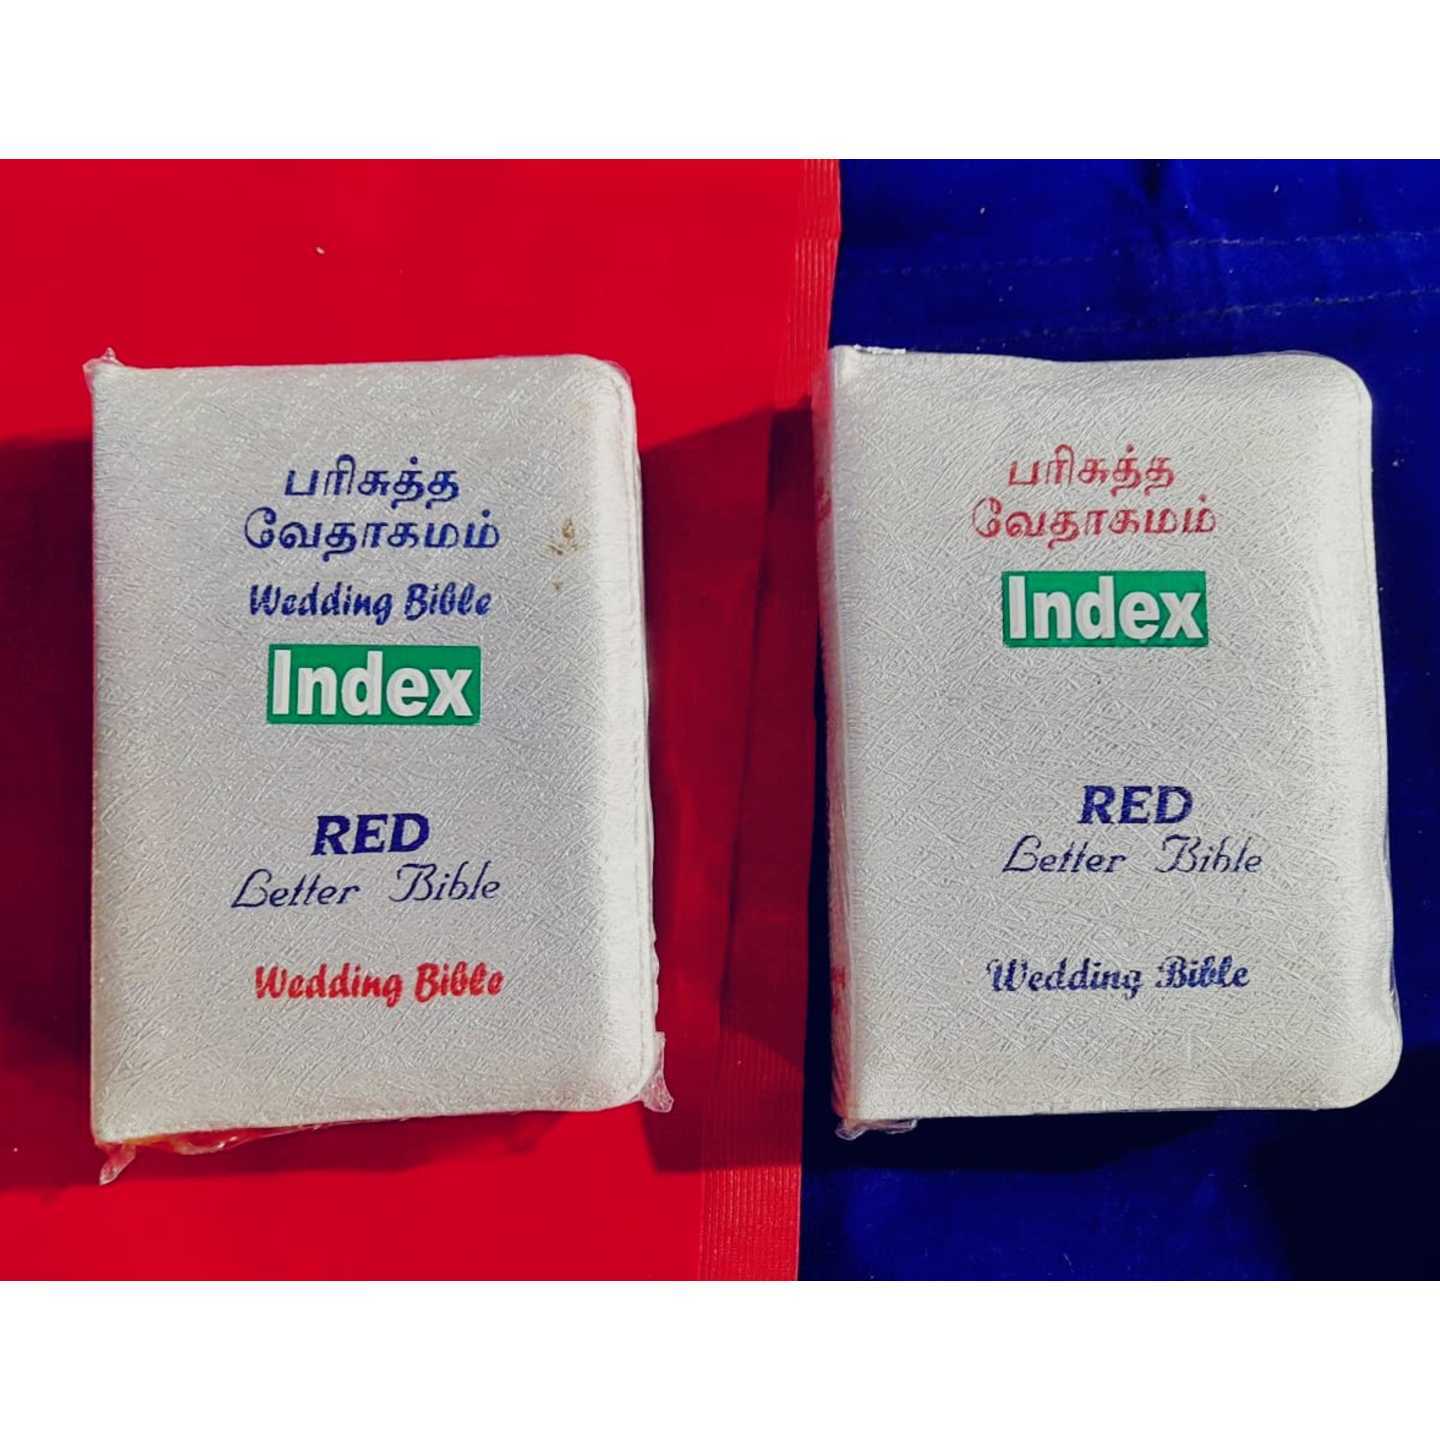 பரிசுத்த
வேதாகமம்
Wedding Bible
Index
RED
Letter Bible
Wedding Bible
பரிசுத்த
வேதாகமம்
Index
RED
Letter Bible
Wedding Bible